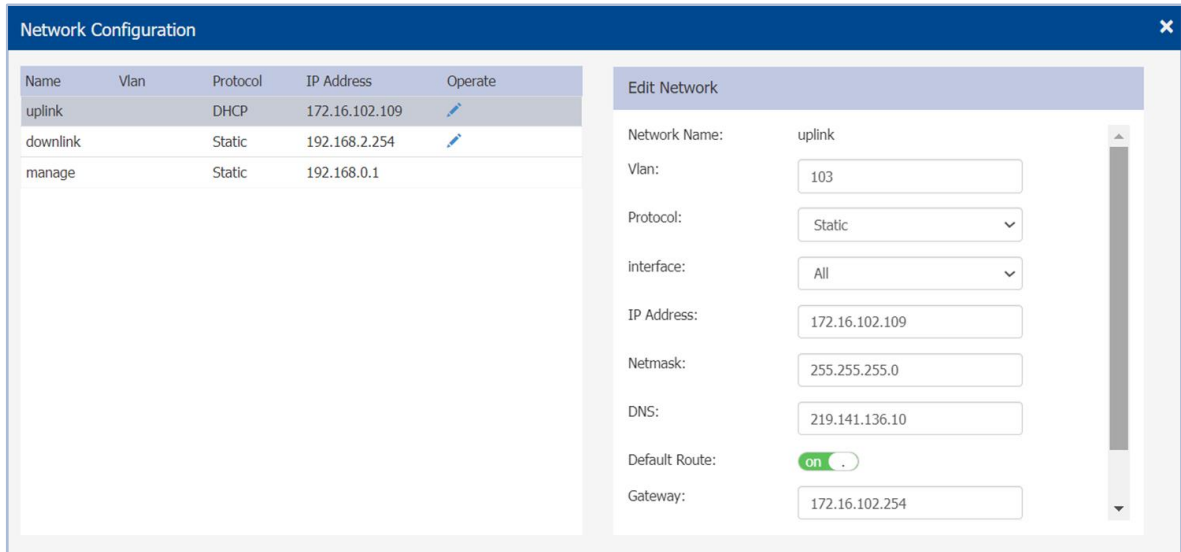 Network Configuration
Name Vlan Protocol IP Address Operate
uplink DHCP 172.16.102.109
downlink Static 192.168.2.254
manage Static 192.168.0.1
Edit Network
Network Name: uplink
Vlan: 103
Protocol: Static
interface: All
IP Address: 172.16.102.109
Netmask: 255.255.255.0
DNS: 219.141.136.10
Default Route: on .
Gateway: 172.16.102.254